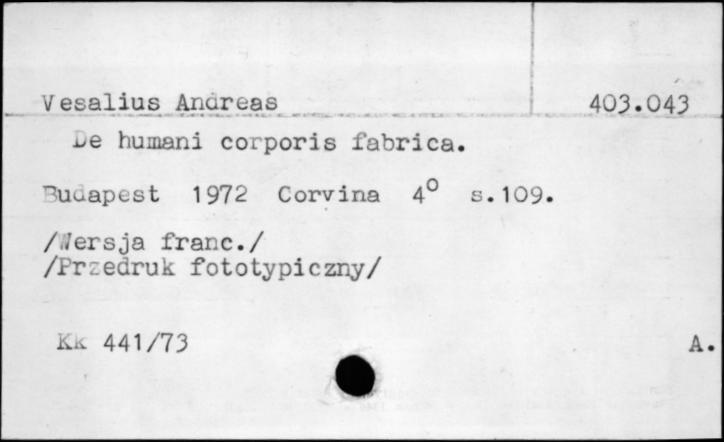 Vesalius Andreas 403.043
De humani corporis fabrica.
Budapest 1972 Corvina 4° s.109.
/Wersja franc./
/Przedruk fototypiczny/
Kk 441/73 A.